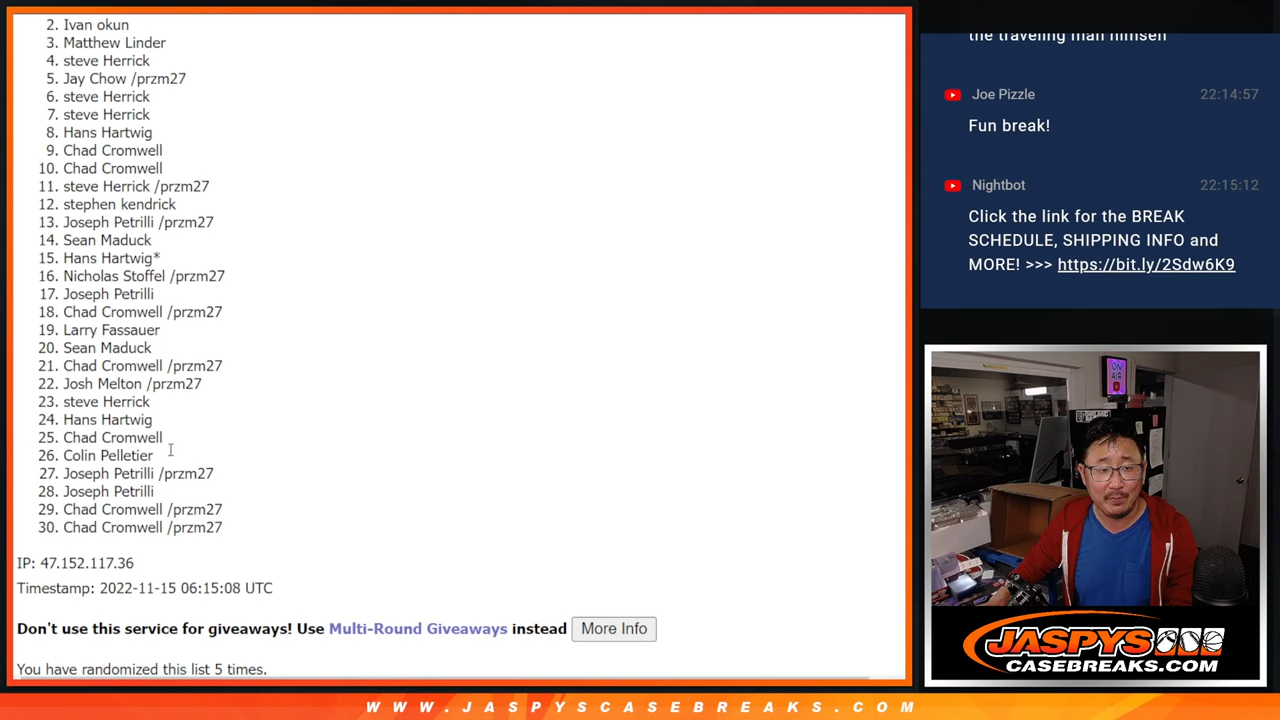 2. Ivan okun
3. Matthew Linder
4. steve Herrick
5. Jay Chow /przm27
6. steve Herrick
7. steve Herrick
8. Hans Hartwig
9. Chad Cromwell
10. Chad Cromwell
11. steve Herrick /przm27
12. stephen kendrick
13. Joseph Petrilli /przm27
14. Sean Maduck
15. Hans Hartwig*
16. Nicholas Stoffel /przm27
17. Joseph Petrilli
18. Chad Cromwell /przm27
19. Larry Fassauer
20. Sean Maduck
21. Chad Cromwell /przm27
22. Josh Melton /przm27
23. steve Herrick
24. Hans Hartwig
25. Chad Cromwell
26. Colin Pelletier
27. Joseph Petrilli /przm27
28. Joseph Petrilli
29. Chad Cromwell /przm27
30. Chad Cromwell /przm27
IP: 47.152.117.36
Timestamp: 2022-11-15 06:15:08 UTC
Don't use this service for giveaways! Use Multi-Round Giveaways instead More Info
You have randomized this list 5 times.
the traveling man himself
Joe Pizzle 22:14:57
Fun break!
Nightbot 22:15:12
Click the link for the BREAK
SCHEDULE, SHIPPING INFO and
MORE! >>> https://bit.ly/2Sdw6K9
ON
AIR
JASPYS
CASEBREAKS.COM
WWW.JASPYSCASEBREAKS.COM